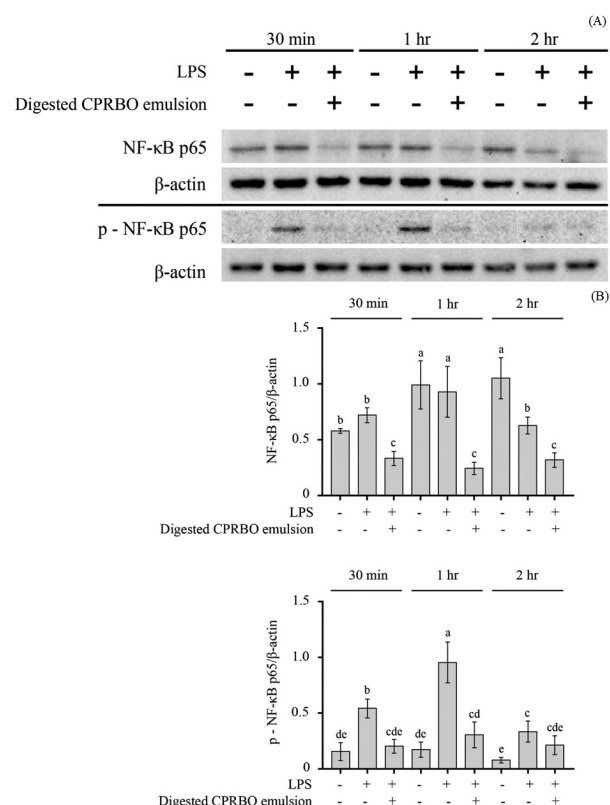 (A)
30 min 1 hr 2 hr
LPS - + + - + + - + +
Digested CPRBO emulsion - - + - - + - - +
NF-κB p65
β-actin
p - NF-κB p65
β-actin
(B)
30 min 1 hr 2 hr
NF-κB p65/β-actin
1.5
1.0
0.5
0
b b c a a c a b c
LPS - + + - + + - + +
Digested CPRBO emulsion - - + - - + - - +
30 min 1 hr 2 hr
p - NF-κB p65/β-actin
1.5
1.0
0.5
0
de b cde de a cd e c cde
LPS - + + - + + - + +
Digested CPRBO emulsion - - + - - + - - +